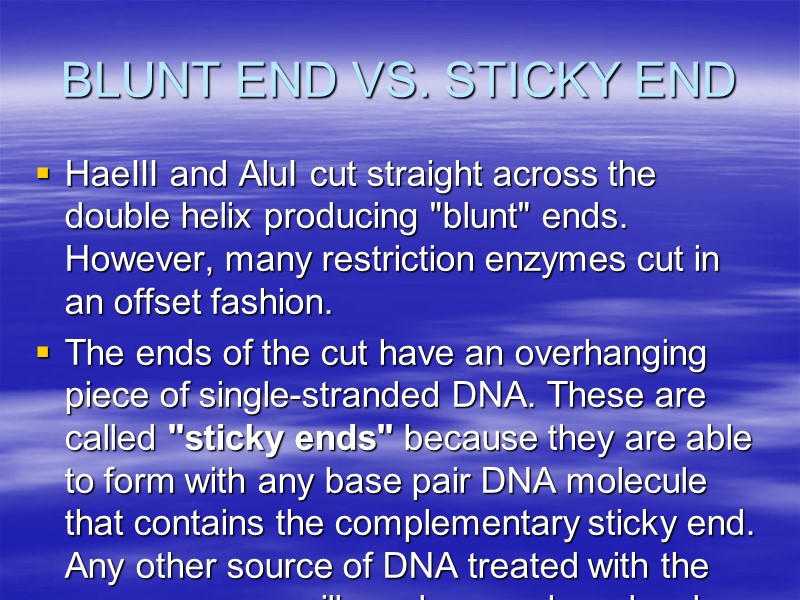 BLUNT END VS. STICKY END
HaeIII and AluI cut straight across the
double helix producing "blunt" ends.
However, many restriction enzymes cut in
an offset fashion.
The ends of the cut have an overhanging
piece of single-stranded DNA. These are
called "sticky ends" because they are able
to form with any base pair DNA molecule
that contains the complementary sticky end.
Any other source of DNA treated with the